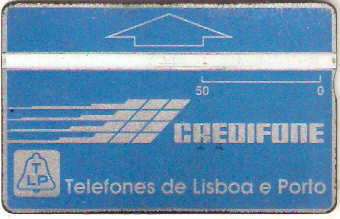 50 0
CREDIFONE
TLP
Telefones de Lisboa e Porto